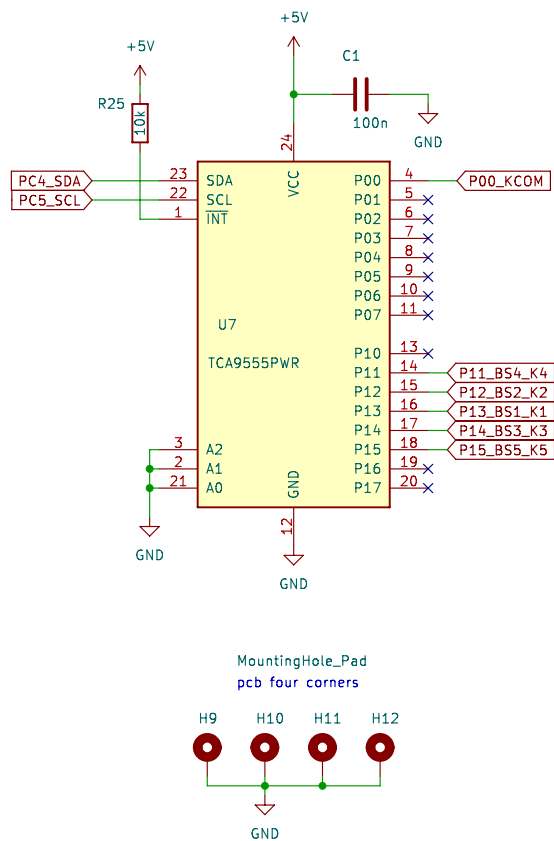 +5V
+5V
C1
R25
10k
100n
GND
24
VCC
PC4_SDA 23 SDA
PC5_SCL 22 SCL
1 INT
P00 4 P00_KCOM
P01 5
P02 6
P03 7
P04 8
P05 9
P06 10
P07 11
U7
TCA9555PWR
P10 13
P11 14 P11_BS4_K4
P12 15 P12_BS2_K2
P13 16 P13_BS1_K1
P14 17 P14_BS3_K3
P15 18 P15_BS5_K5
P16 19
P17 20
3 A2
2 A1
21 A0
GND
12
GND
GND
MountingHole_Pad
pcb four corners
H9 H10 H11 H12
GND